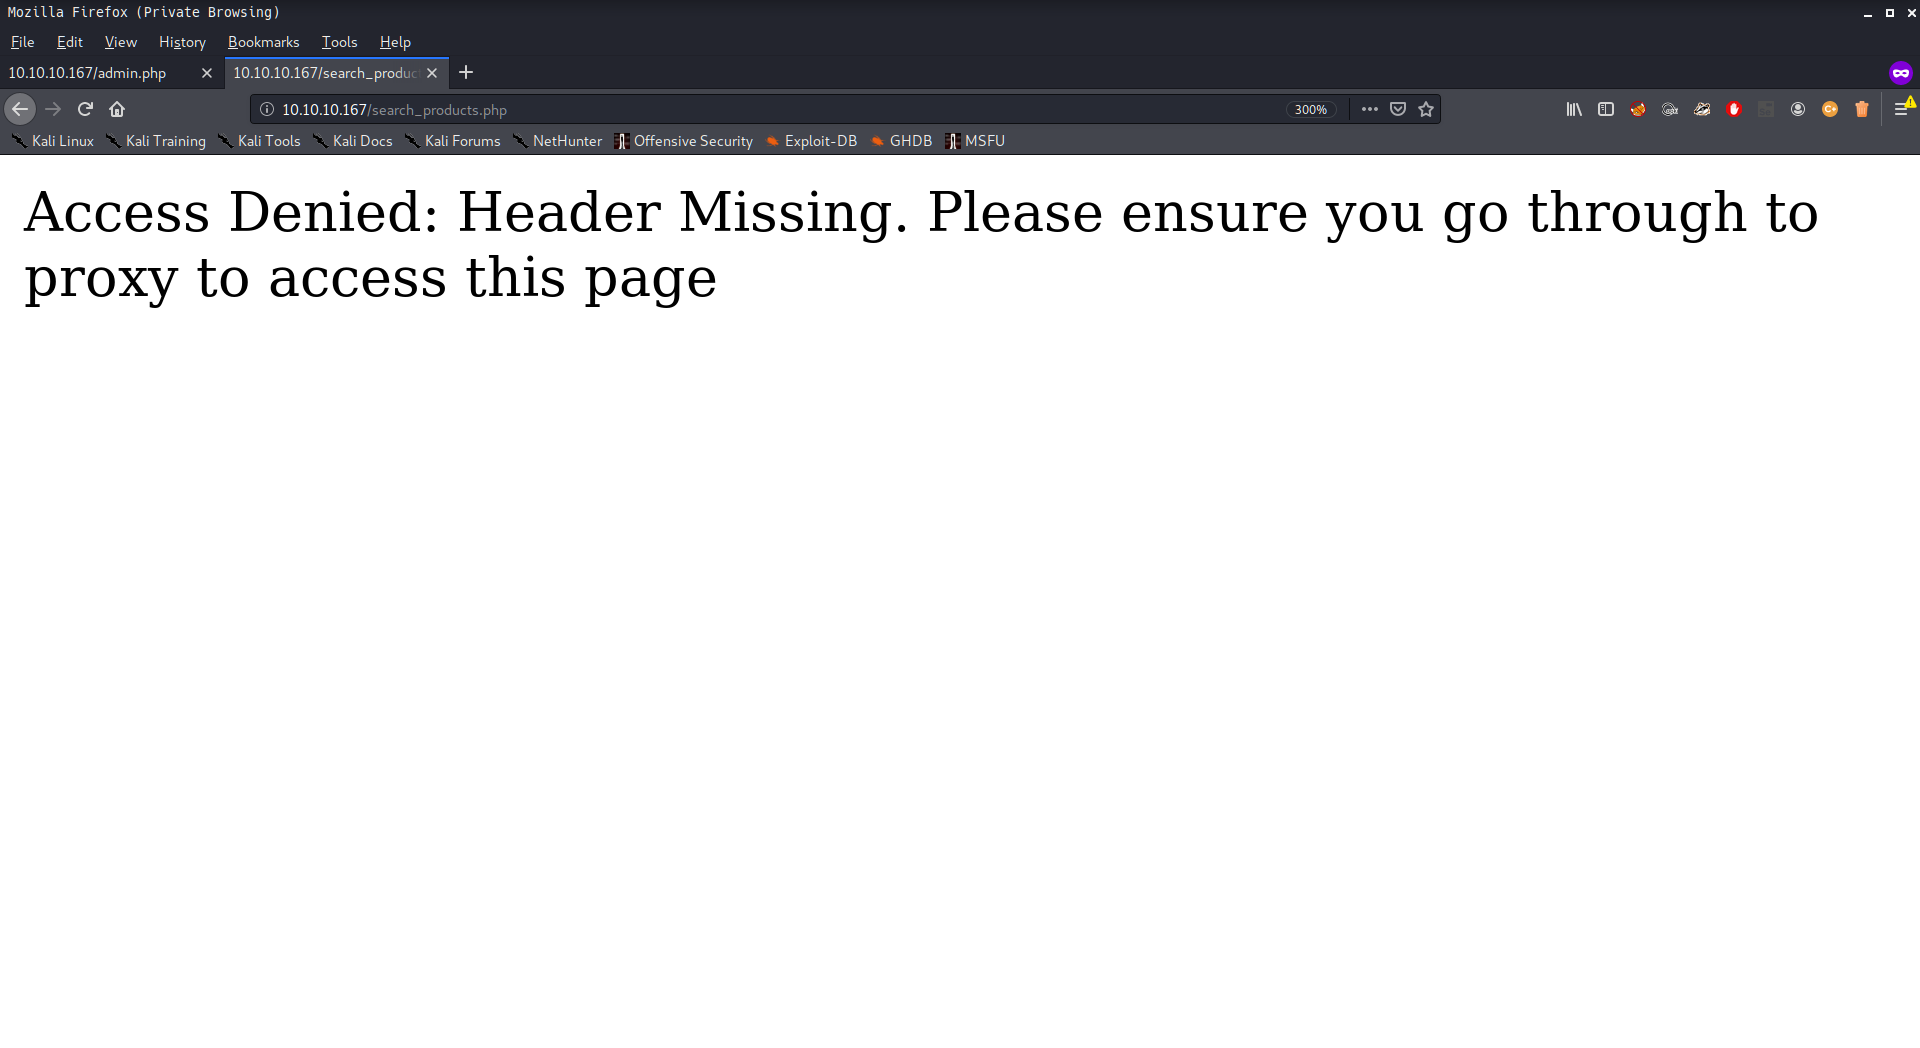 Mozilla Firefox (Private Browsing)
File Edit View History Bookmarks Tools Help
10.10.10.167/admin.php 10.10.10.167/search_produc
10.10.10.167/search_products.php 300%
Kali Linux Kali Training Kali Tools Kali Docs Kali Forums NetHunter Offensive Security Exploit-DB GHDB MSFU
Access Denied: Header Missing. Please ensure you go through to
proxy to access this page